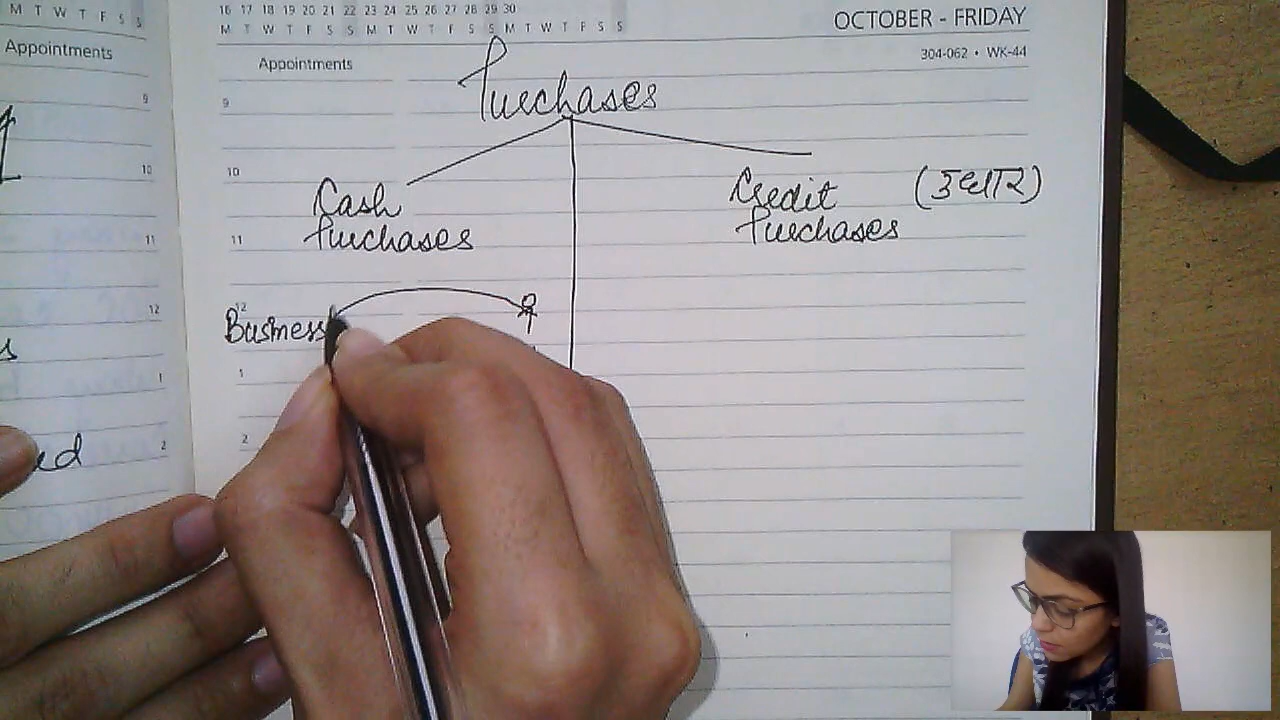 M T W T F S S
16 17 18 19 20 21 22 23 24 25 26 27 28 29 30
M T W T F S S M T W T F S S M T W T F S S
OCTOBER - FRIDAY
Appointments
Appointments
304-062 • WK-44
Purchases
9
9
10
10
Cash
Purchases
Credit
Purchases
(उधार)
11
11
12
12
Business
1
1
2
2